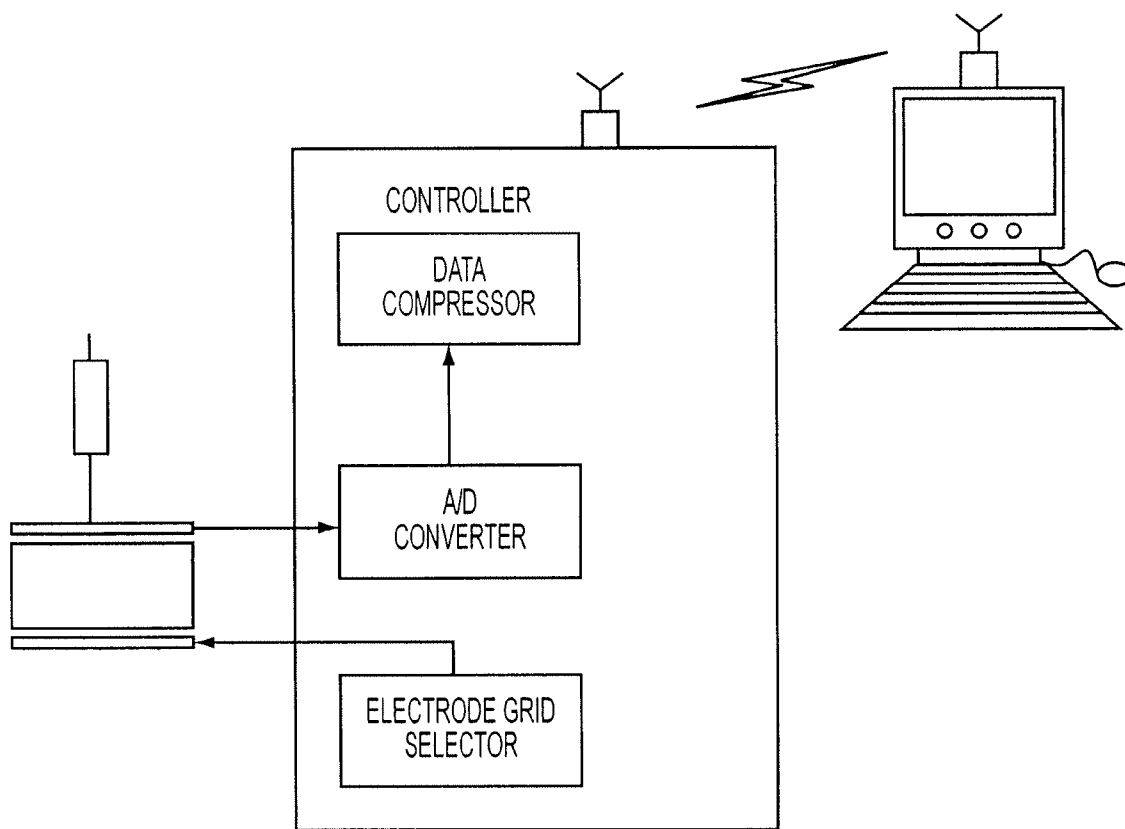 CONTROLLER
DATA
COMPRESSOR
A/D
CONVERTER
ELECTRODE GRID
SELECTOR